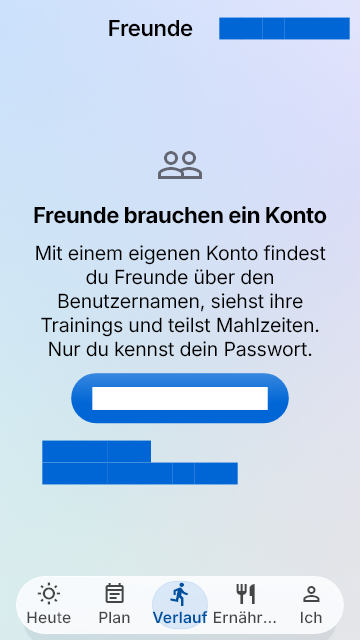 Freunde
Freunde brauchen ein Konto
Mit einem eigenen Konto findest
du Freunde über den
Benutzernamen, siehst ihre
Trainings und teilst Mahlzeiten.
Nur du kennst dein Passwort.
Heute Plan Verlauf Ernähr… Ich